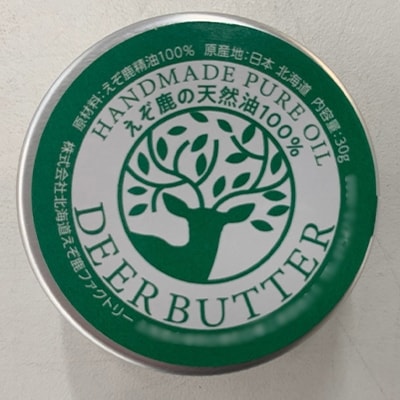 原材料:えぞ鹿精油100% 原産地:日本 北海道 内容量:30g
HANDMADE PURE OIL
えぞ鹿の天然油100%
DEERBUTTER
株式会社北海道えぞ鹿ファクトリー